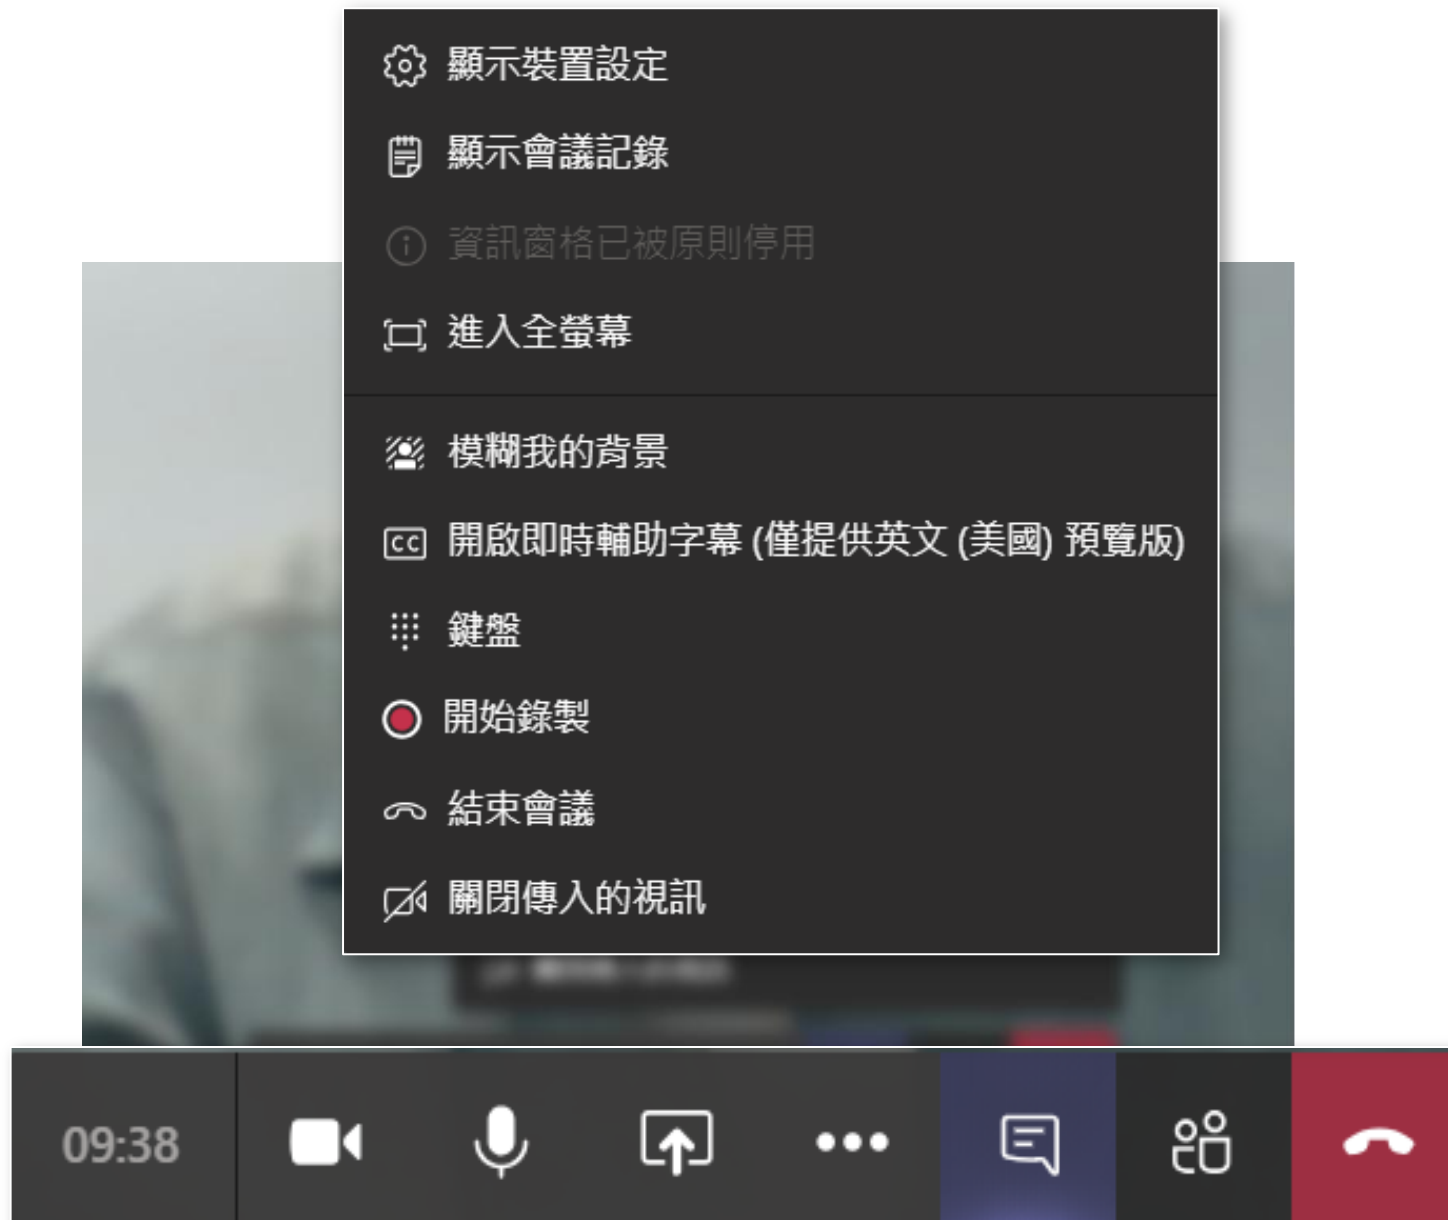 顯示裝置設定
顯示會議記錄
資訊窗格已被原則停用
進入全螢幕
模糊我的背景
開啟即時輔助字幕 (僅提供英文 (美國) 預覽版)
鍵盤
開始錄製
結束會議
關閉傳入的視訊
09:38